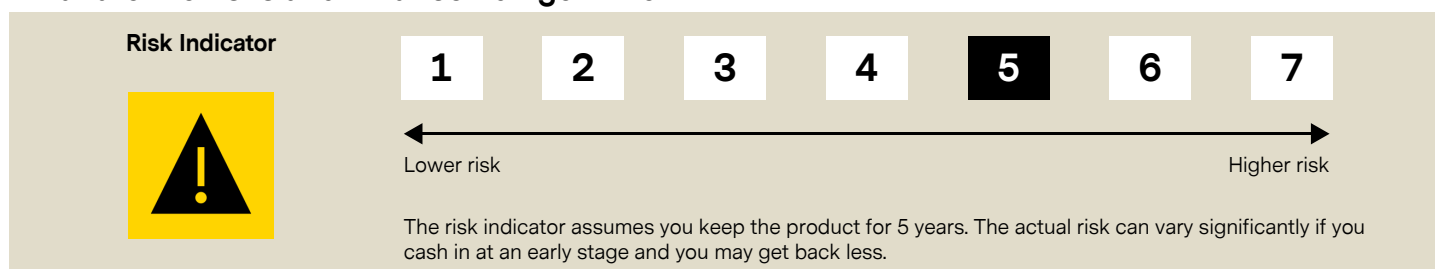 Risk Indicator
1 2 3 4 5 6 7
!
Lower risk Higher risk
The risk indicator assumes you keep the product for 5 years. The actual risk can vary significantly if you
cash in at an early stage and you may get back less.